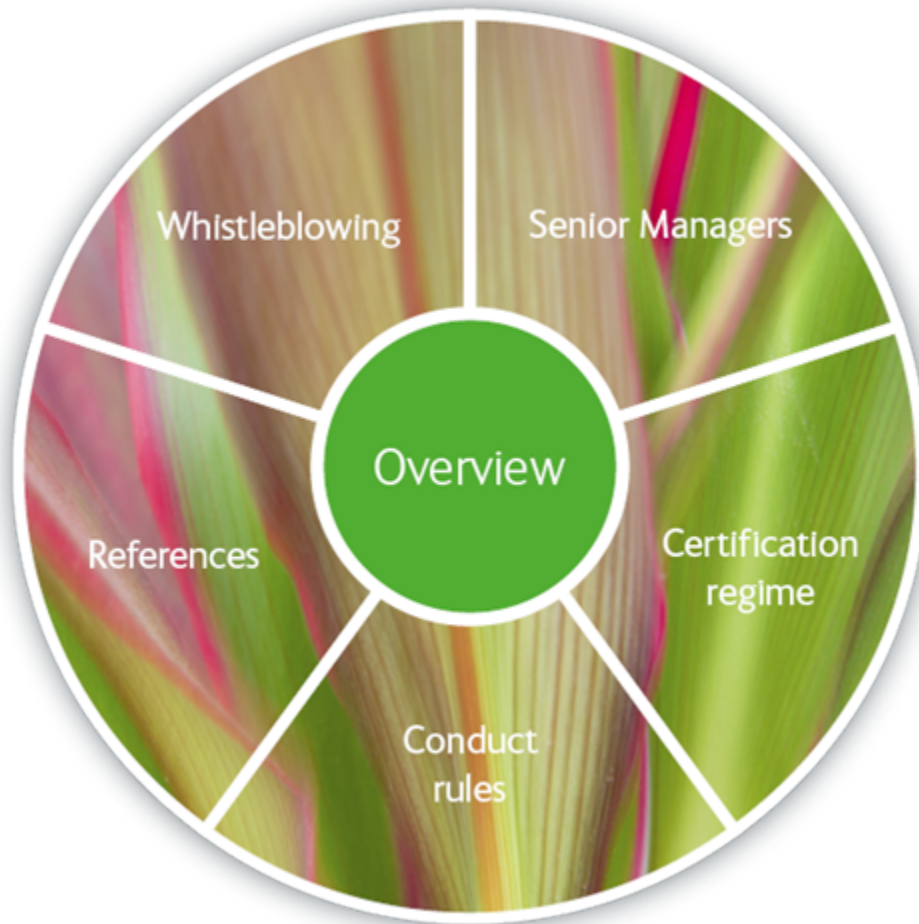 Whistleblowing
Senior Managers
Overview
References
Certification
regime
Conduct
rules